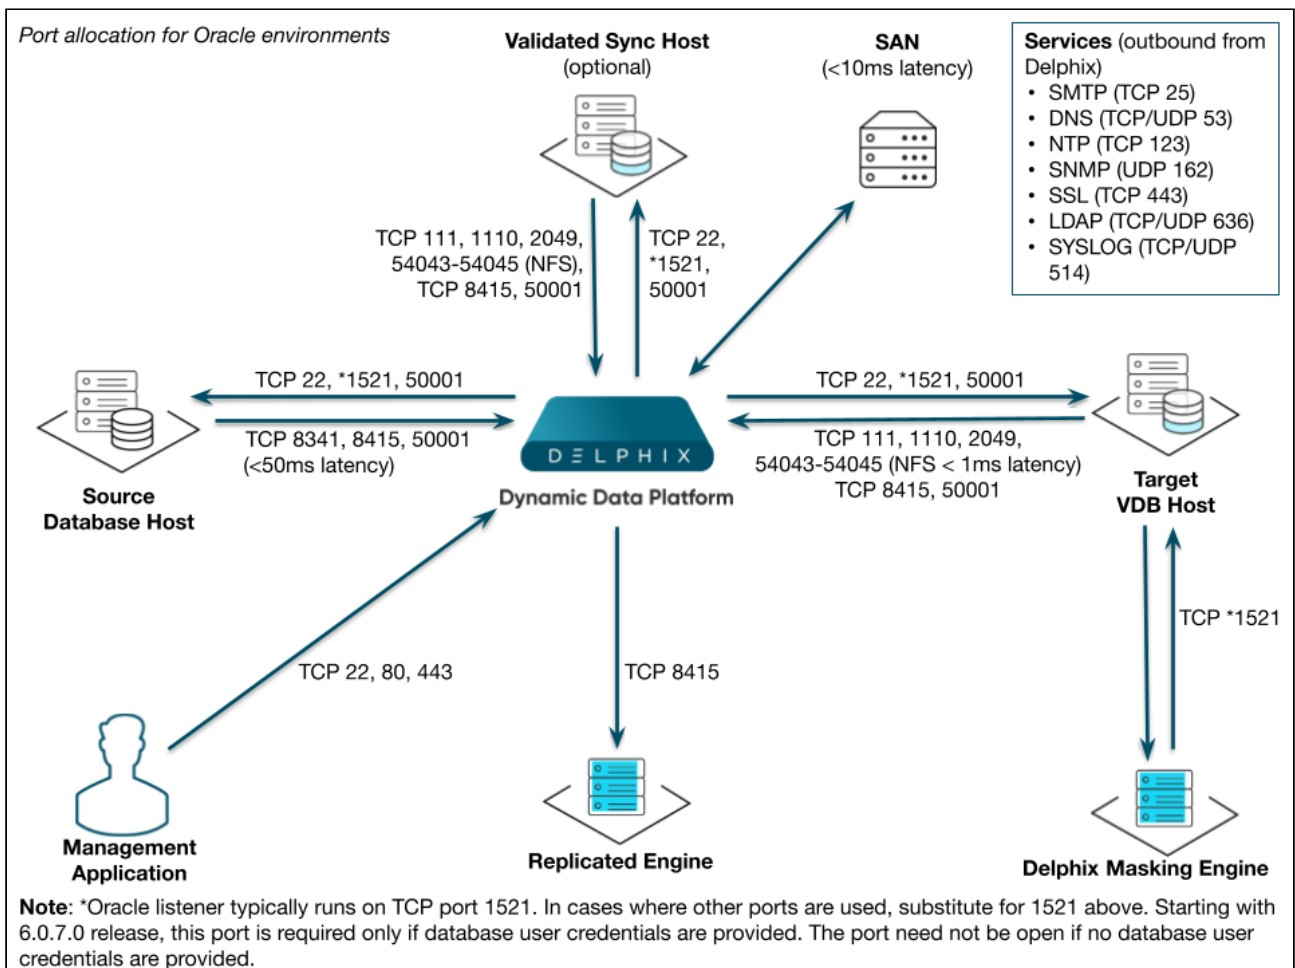 Port allocation for Oracle environments
Validated Sync Host
(optional)
SAN
(<10ms latency)
Services (outbound from
Delphix)
• SMTP (TCP 25)
• DNS (TCP/UDP 53)
• NTP (TCP 123)
• SNMP (UDP 162)
• SSL (TCP 443)
• LDAP (TCP/UDP 636)
• SYSLOG (TCP/UDP
514)
TCP 111, 1110, 2049,
54043-54045 (NFS),
TCP 8415, 50001
TCP 22,
*1521,
50001
TCP 22, *1521, 50001
TCP 8341, 8415, 50001
(<50ms latency)
Source
Database Host
DELPHIX
Dynamic Data Platform
TCP 22, *1521, 50001
TCP 111, 1110, 2049,
54043-54045 (NFS < 1ms latency)
TCP 8415, 50001
Target
VDB Host
TCP *1521
TCP 22, 80, 443
TCP 8415
Management
Application
Replicated Engine
Delphix Masking Engine
Note: *Oracle listener typically runs on TCP port 1521. In cases where other ports are used, substitute for 1521 above. Starting with
6.0.7.0 release, this port is required only if database user credentials are provided. The port need not be open if no database user
credentials are provided.